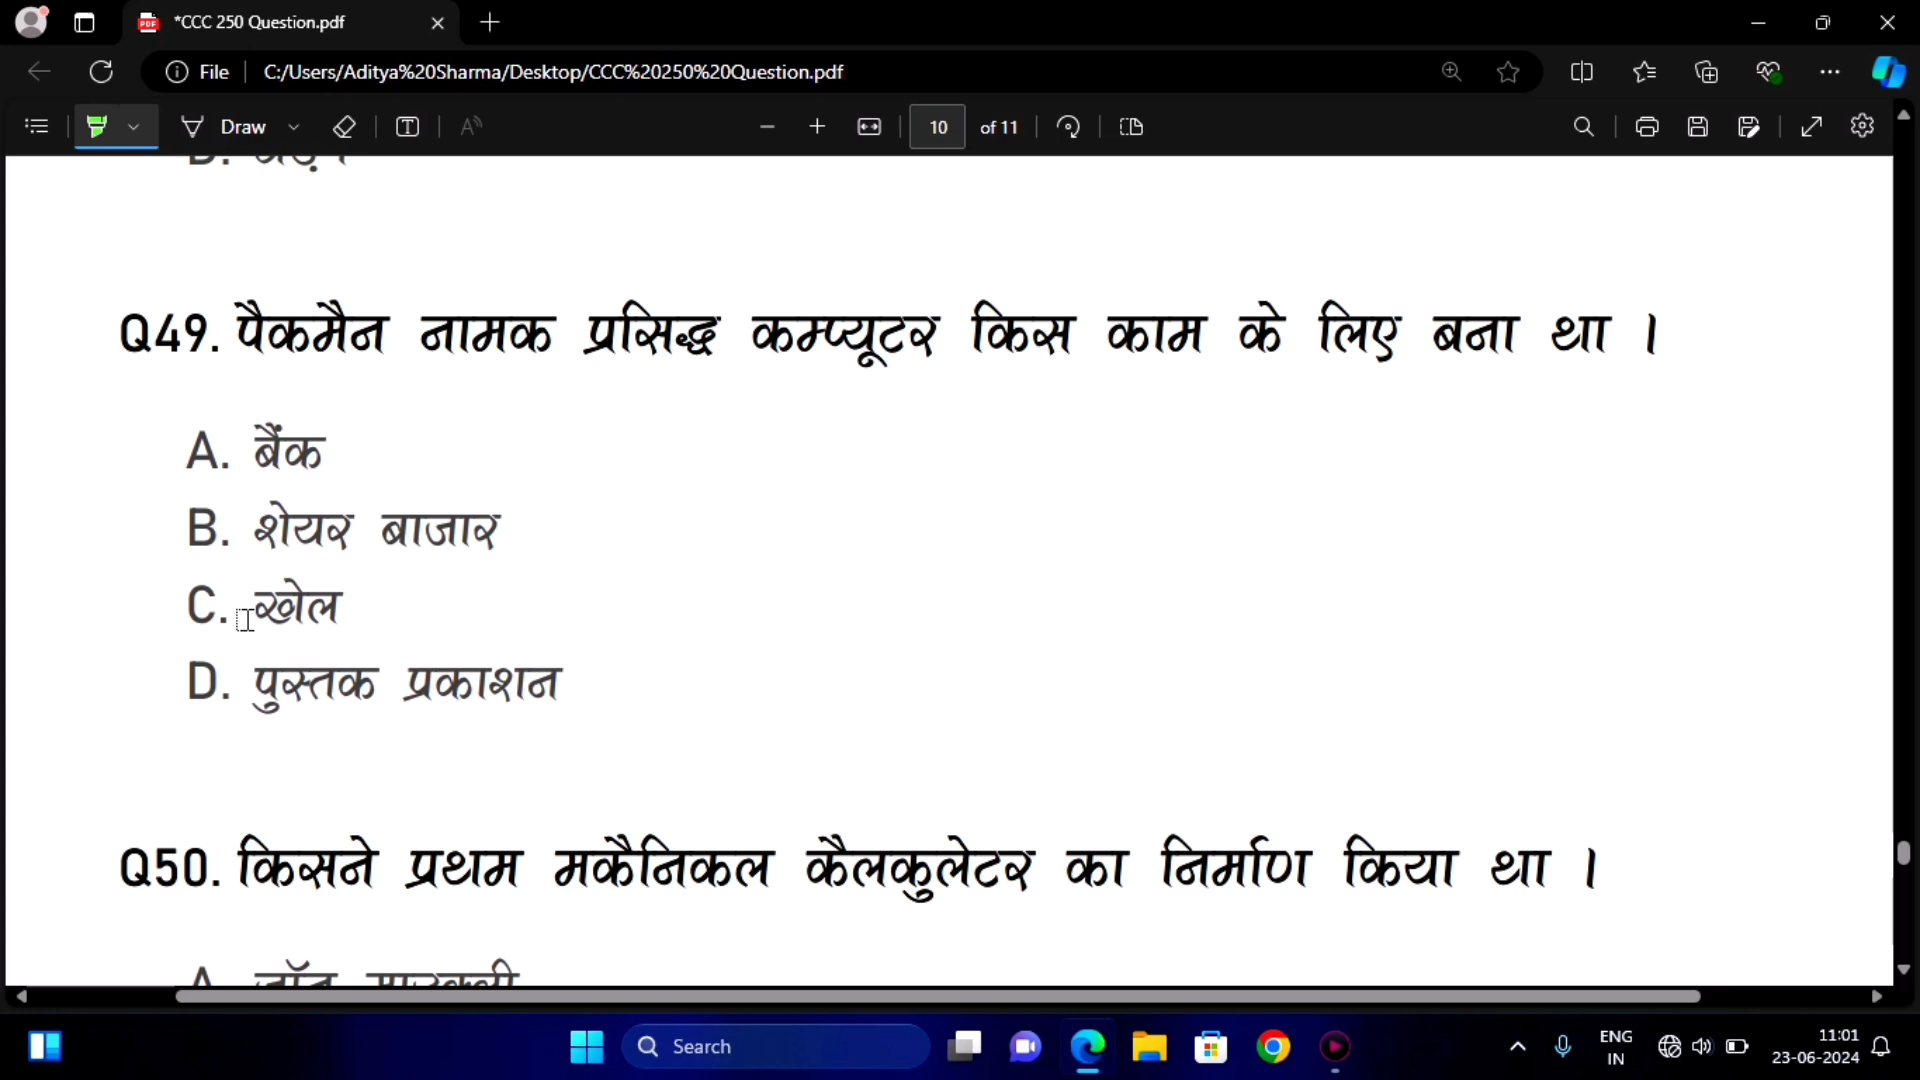 *CCC 250 Question.pdf
File C:/Users/Aditya%20Sharma/Desktop/CCC%20250%20Question.pdf
Draw 10 of 11
Q49. पैकमैन नामक प्रसिद्ध कम्प्यूटर किस काम के लिए बना था ।
A. बैंक
B. शेयर बाजार
C. खेल
D. पुस्तक प्रकाशन
Q50. किसने प्रथम मकैनिकल कैलकुलेटर का निर्माण किया था ।
Search
ENG
IN
11:01
23-06-2024